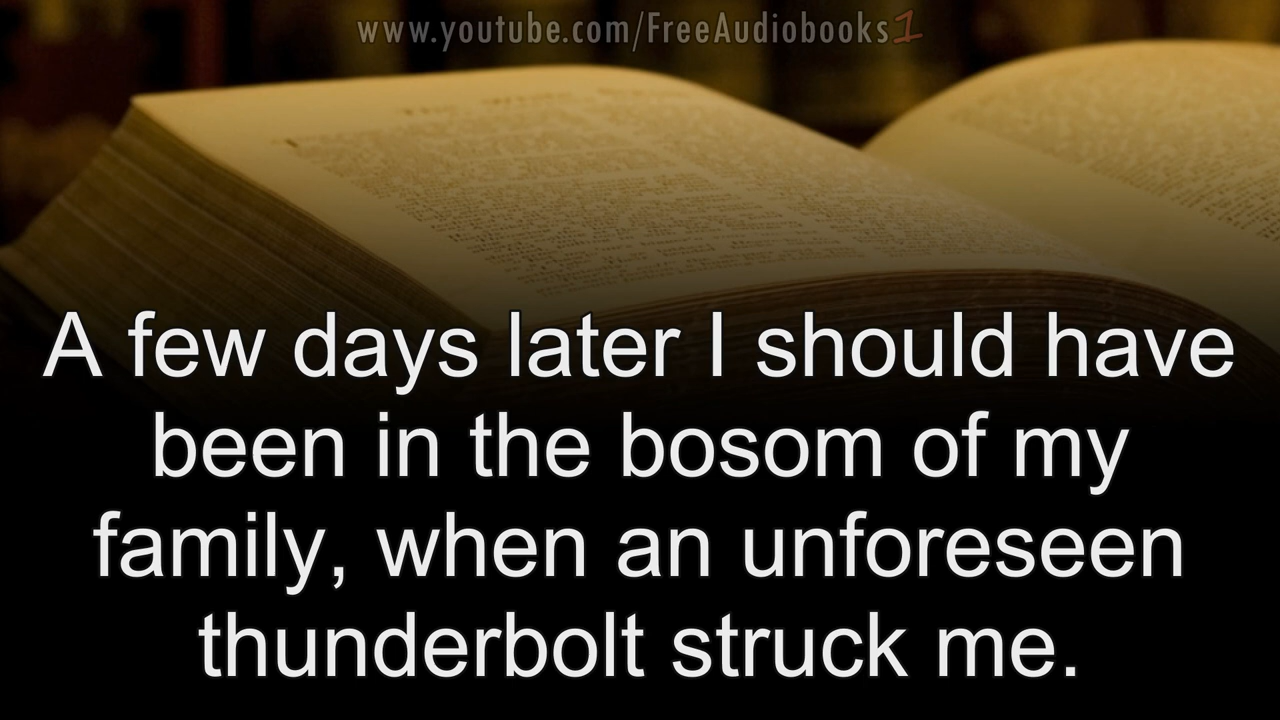 www.youtube.com/FreeAudiobooks1
A few days later I should have
been in the bosom of my
family, when an unforeseen
thunderbolt struck me.